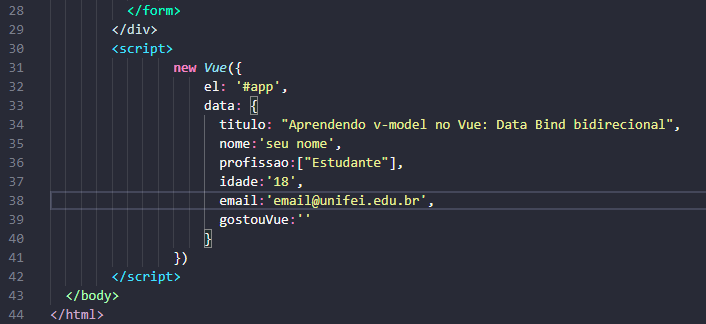 28 </form>
29 </div>
30 <script>
31 new Vue({
32 el: '#app',
33 data: {
34 titulo: "Aprendendo v-model no Vue: Data Bind bidirecional",
35 nome:'seu nome',
36 profissao:["Estudante"],
37 idade:'18',
38 email:'email@unifei.edu.br',
39 gostouVue:''
40 }
41 })
42 </script>
43 </body>
44 </html>